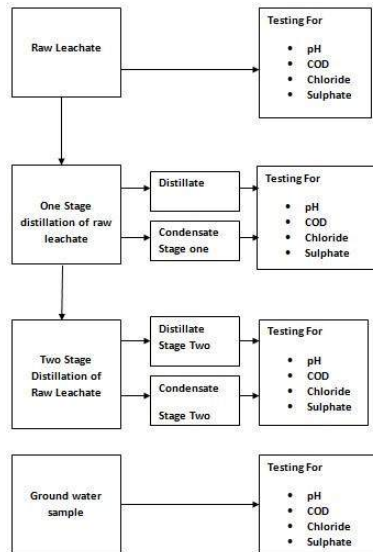 Raw Leachate
Testing For
• pH
• COD
• Chloride
• Sulphate
One Stage
distillation of raw
leachate
Distillate
Condensate
Stage one
Testing For
• pH
• COD
• Chloride
• Sulphate
Two Stage
Distillation of
Raw Leachate
Distillate
Stage Two
Condensate
Stage Two
Testing For
• pH
• COD
• Chloride
• Sulphate
Ground water
sample
Testing For
• pH
• COD
• Chloride
• Sulphate